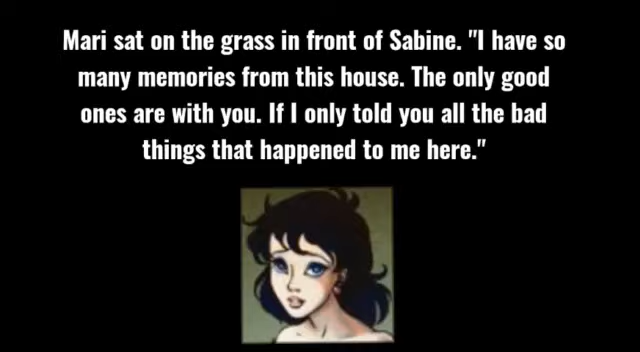 Mari sat on the grass in front of Sabine. "I have so
many memories from this house. The only good
ones are with you. If I only told you all the bad
things that happened to me here."